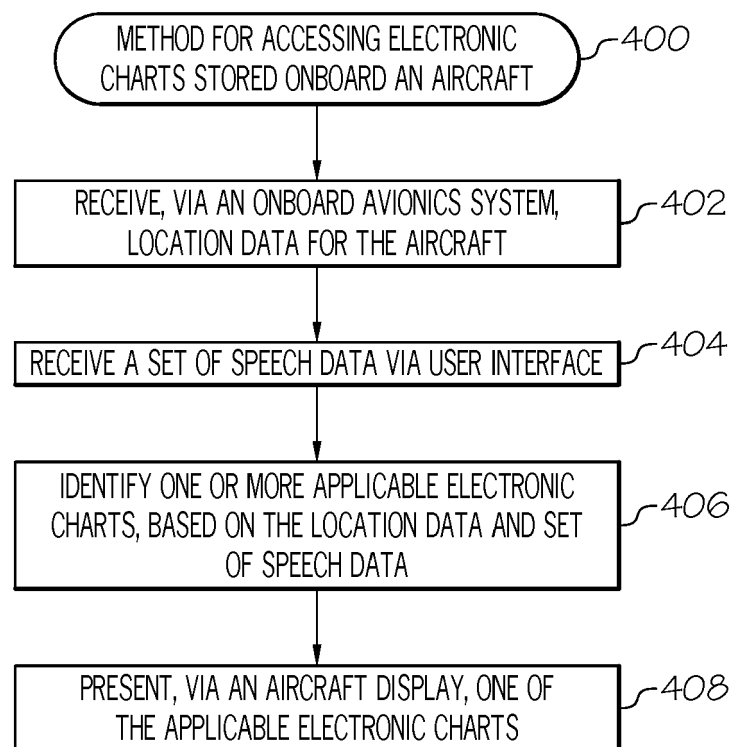 METHOD FOR ACCESSING ELECTRONIC
CHARTS STORED ONBOARD AN AIRCRAFT
400
RECEIVE, VIA AN ONBOARD AVIONICS SYSTEM,
LOCATION DATA FOR THE AIRCRAFT
402
RECEIVE A SET OF SPEECH DATA VIA USER INTERFACE
404
IDENTIFY ONE OR MORE APPLICABLE ELECTRONIC
CHARTS, BASED ON THE LOCATION DATA AND SET
OF SPEECH DATA
406
PRESENT, VIA AN AIRCRAFT DISPLAY, ONE OF
THE APPLICABLE ELECTRONIC CHARTS
408